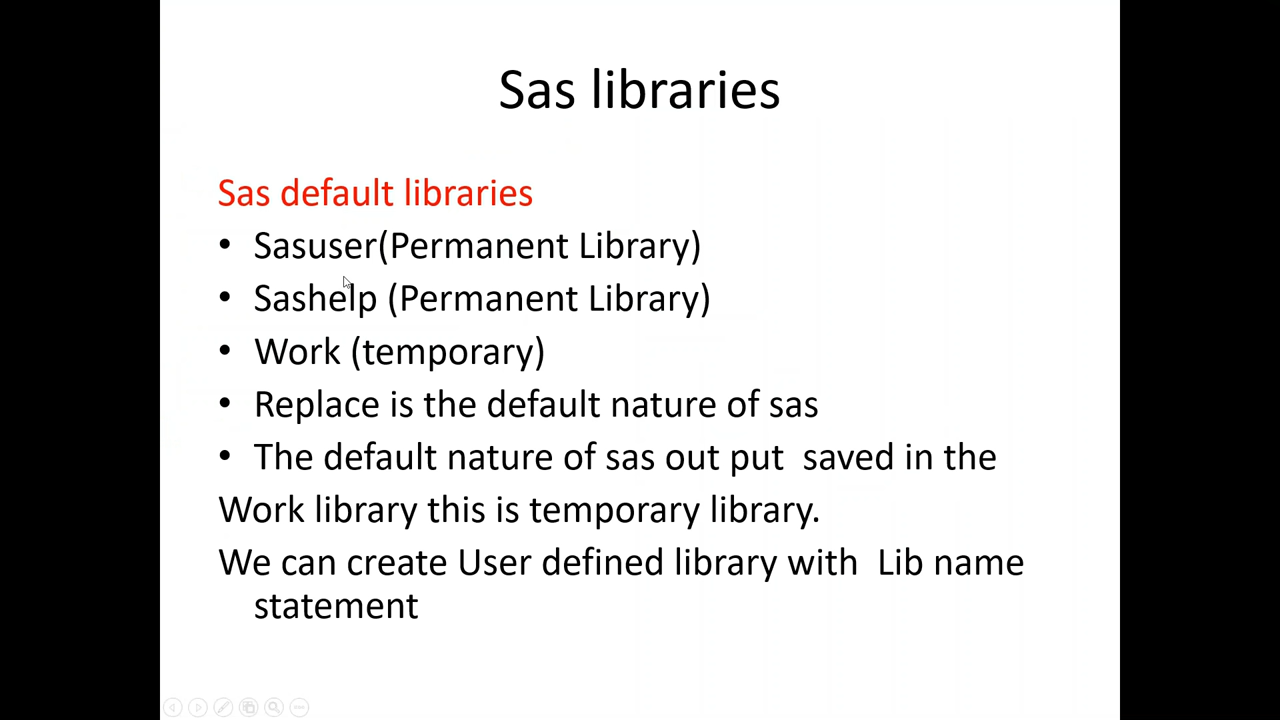 Sas libraries
Sas default libraries
• Sasuser(Permanent Library)
• Sashelp (Permanent Library)
• Work (temporary)
• Replace is the default nature of sas
• The default nature of sas out put  saved in the
Work library this is temporary library.
We can create User defined library with  Lib name
statement